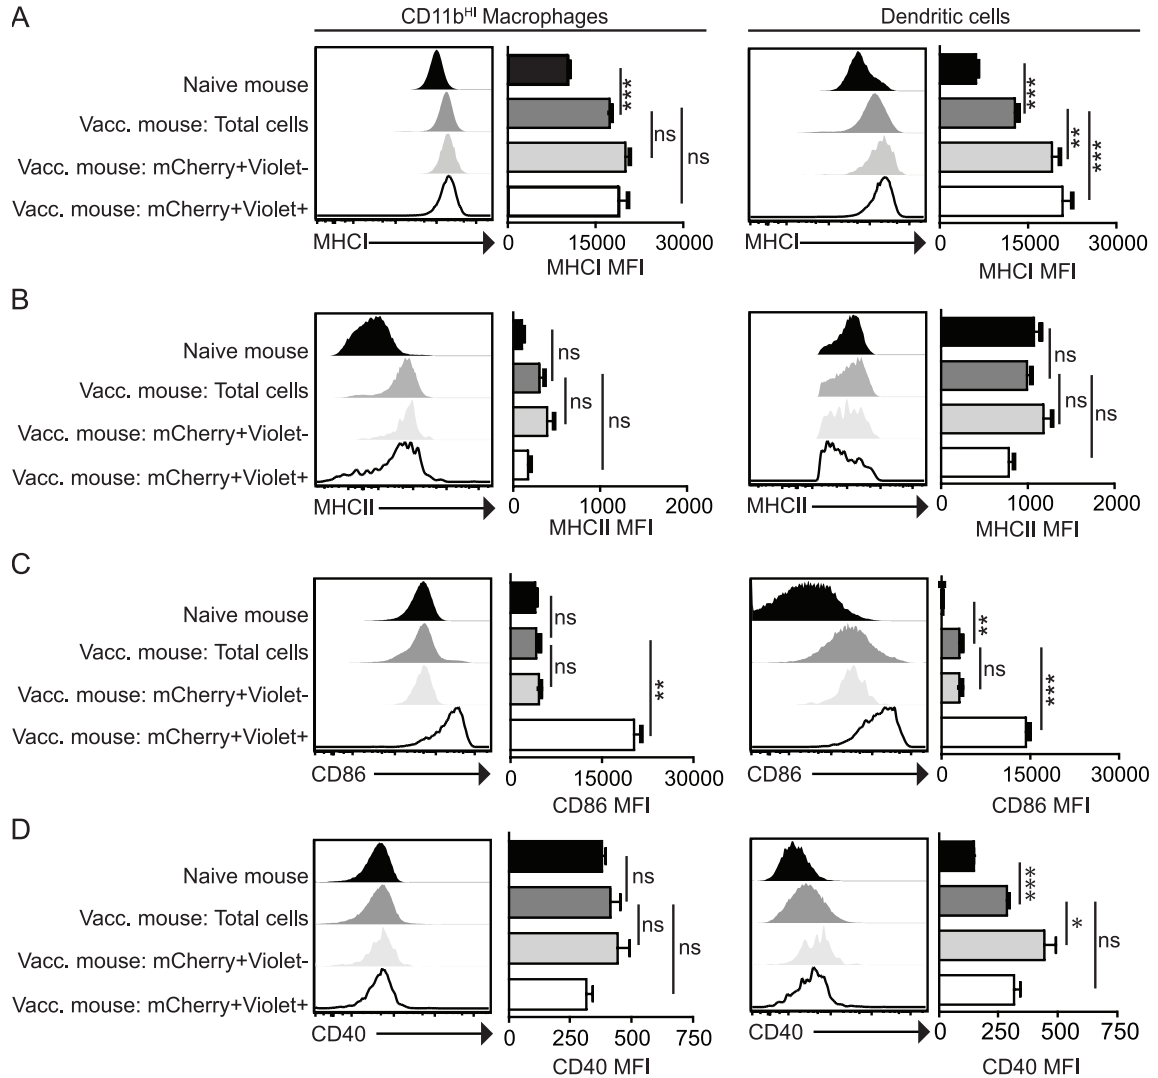 A
CD11bHI Macrophages
Dendritic cells
Naive mouse
Vacc. mouse: Total cells
Vacc. mouse: mCherry+Violet-
Vacc. mouse: mCherry+Violet+
***
ns
ns
***
**
***
MHCI
0 15000 30000
MHCI MFI
MHCI
0 15000 30000
MHCI MFI
B
Naive mouse
Vacc. mouse: Total cells
Vacc. mouse: mCherry+Violet-
Vacc. mouse: mCherry+Violet+
ns
ns
ns
ns
ns
ns
MHCII
0 1000 2000
MHCII MFI
MHCII
0 1000 2000
MHCII MFI
C
Naive mouse
Vacc. mouse: Total cells
Vacc. mouse: mCherry+Violet-
Vacc. mouse: mCherry+Violet+
ns
ns
**
**
ns
***
CD86
0 15000 30000
CD86 MFI
CD86
0 15000 30000
CD86 MFI
D
Naive mouse
Vacc. mouse: Total cells
Vacc. mouse: mCherry+Violet-
Vacc. mouse: mCherry+Violet+
ns
ns
ns
***
*
ns
CD40
0 250 500 750
CD40 MFI
CD40
0 250 500 750
CD40 MFI